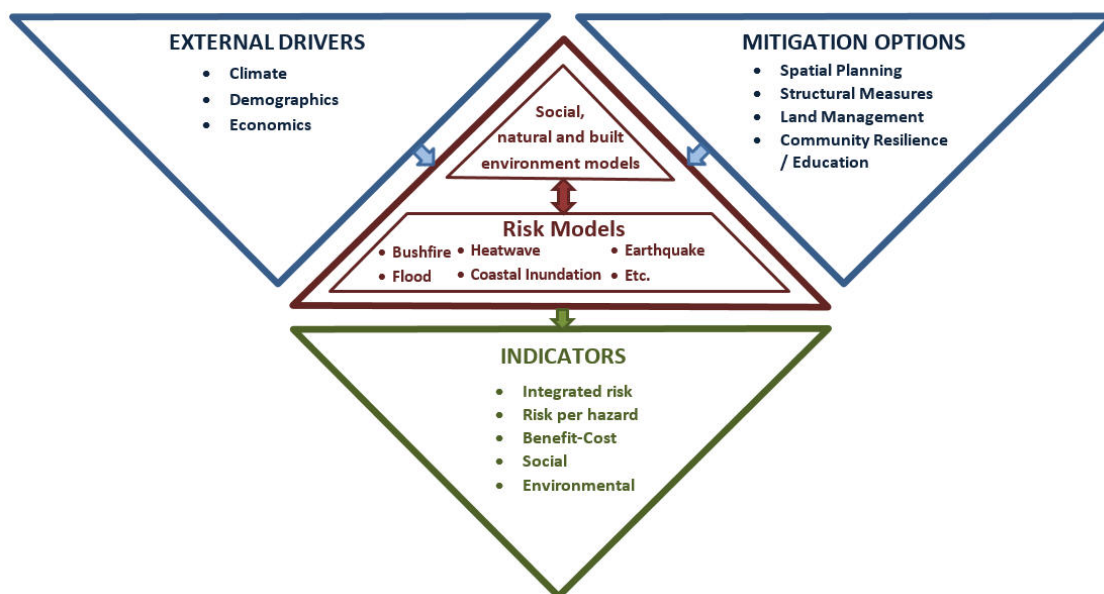 EXTERNAL DRIVERS
• Climate
• Demographics
• Economics
MITIGATION OPTIONS
• Spatial Planning
• Structural Measures
• Land Management
• Community Resilience
/ Education
Social,
natural and built
environment models
Risk Models
• Bushfire
• Flood
• Heatwave
• Coastal Inundation
• Earthquake
• Etc.
INDICATORS
• Integrated risk
• Risk per hazard
• Benefit-Cost
• Social
• Environmental